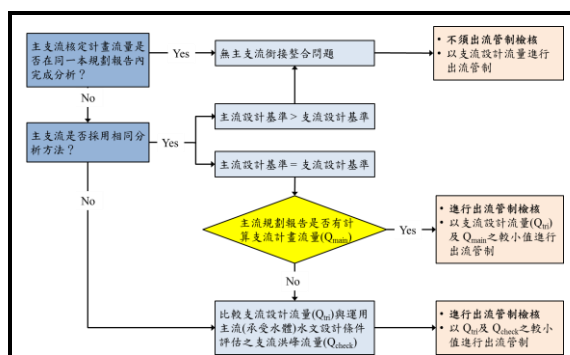 主支流核定計畫流量是
否在同一本規劃報告內
完成分析？
Yes
無主支流銜接整合問題
• 不須出流管制檢核
• 以支流設計流量進行
出流管制
No
主支流是否採用相同分
析方法？
Yes
主流設計基準 > 支流設計基準
主流設計基準 = 支流設計基準
No
主流規劃報告是否有計
算支流計畫流量(Qmain)
Yes
• 進行出流管制檢核
• 以支流設計流量(Qtri)
及 Qmain之較小值進行
出流管制
No
比較支流設計流量(Qtri)與運用
主流(承受水體)水文設計條件
評估之支流洪峰流量(Qcheck)
• 進行出流管制檢核
• 以 Qtri及 Qcheck之較小
值進行出流管制